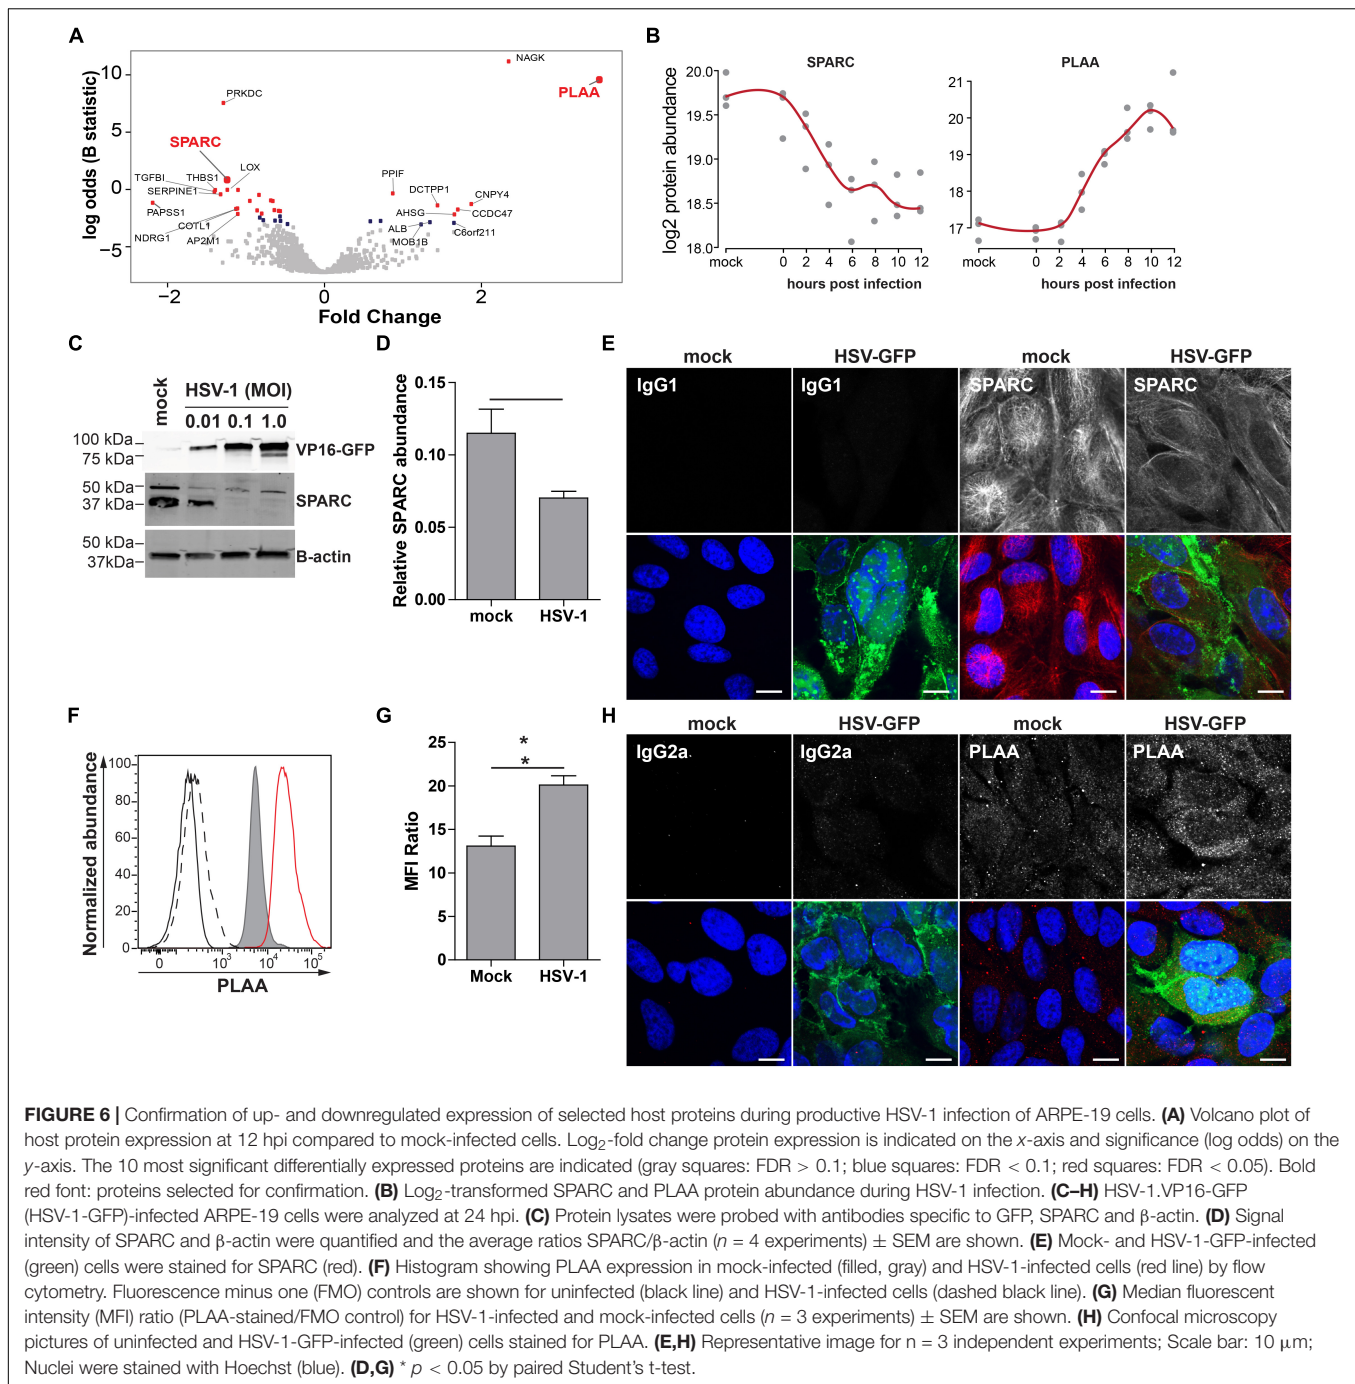 A
log odds (B statistic)
10
5
0
−5
NAGK
PLAA
PRKDC
SPARC
LOX
TGFBI
THBS1
SERPINE1
PAPSS1
COTL1
NDRG1
AP2M1
PPIF
DCTPP1
CNPY4
AHSG
CCDC47
ALB
C6orf211
MOB1B
−2
0
2
Fold Change
B
SPARC
PLAA
log2 protein abundance
20.0
19.5
19.0
18.5
18.0
mock
0 2 4 6 8 10 12
hours post infection
21
20
19
18
17
mock
0 2 4 6 8 10 12
hours post infection
C
mock
HSV-1 (MOI)
0.01 0.1 1.0
100 kDa
75 kDa
VP16-GFP
50 kDa
37 kDa
SPARC
50 kDa
37kDa
B-actin
D
Relative SPARC abundance
0.15
0.10
0.05
0.00
mock HSV-1
E
mock HSV-GFP mock HSV-GFP
IgG1 IgG1 SPARC SPARC
F
Normalized abundance
100
80
60
40
20
0
0 10³ 10⁴ 10⁵
PLAA
G
MFI Ratio
25
20
15
10
5
0
*
*
Mock HSV-1
H
mock HSV-GFP mock HSV-GFP
IgG2a IgG2a PLAA PLAA
FIGURE 6 | Confirmation of up- and downregulated expression of selected host proteins during productive HSV-1 infection of ARPE-19 cells. (A) Volcano plot of
host protein expression at 12 hpi compared to mock-infected cells. Log₂-fold change protein expression is indicated on the x-axis and significance (log odds) on the
y-axis. The 10 most significant differentially expressed proteins are indicated (gray squares: FDR > 0.1; blue squares: FDR < 0.1; red squares: FDR < 0.05). Bold
red font: proteins selected for confirmation. (B) Log₂-transformed SPARC and PLAA protein abundance during HSV-1 infection. (C–H) HSV-1.VP16-GFP
(HSV-1-GFP)-infected ARPE-19 cells were analyzed at 24 hpi. (C) Protein lysates were probed with antibodies specific to GFP, SPARC and β-actin. (D) Signal
intensity of SPARC and β-actin were quantified and the average ratios SPARC/β-actin (n = 4 experiments) ± SEM are shown. (E) Mock- and HSV-1-GFP-infected
(green) cells were stained for SPARC (red). (F) Histogram showing PLAA expression in mock-infected (filled, gray) and HSV-1-infected cells (red line) by flow
cytometry. Fluorescence minus one (FMO) controls are shown for uninfected (black line) and HSV-1-infected cells (dashed black line). (G) Median fluorescent
intensity (MFI) ratio (PLAA-stained/FMO control) for HSV-1-infected and mock-infected cells (n = 3 experiments) ± SEM are shown. (H) Confocal microscopy
pictures of uninfected and HSV-1-GFP-infected (green) cells stained for PLAA. (E,H) Representative image for n = 3 independent experiments; Scale bar: 10 μm;
Nuclei were stained with Hoechst (blue). (D,G) * p < 0.05 by paired Student's t-test.